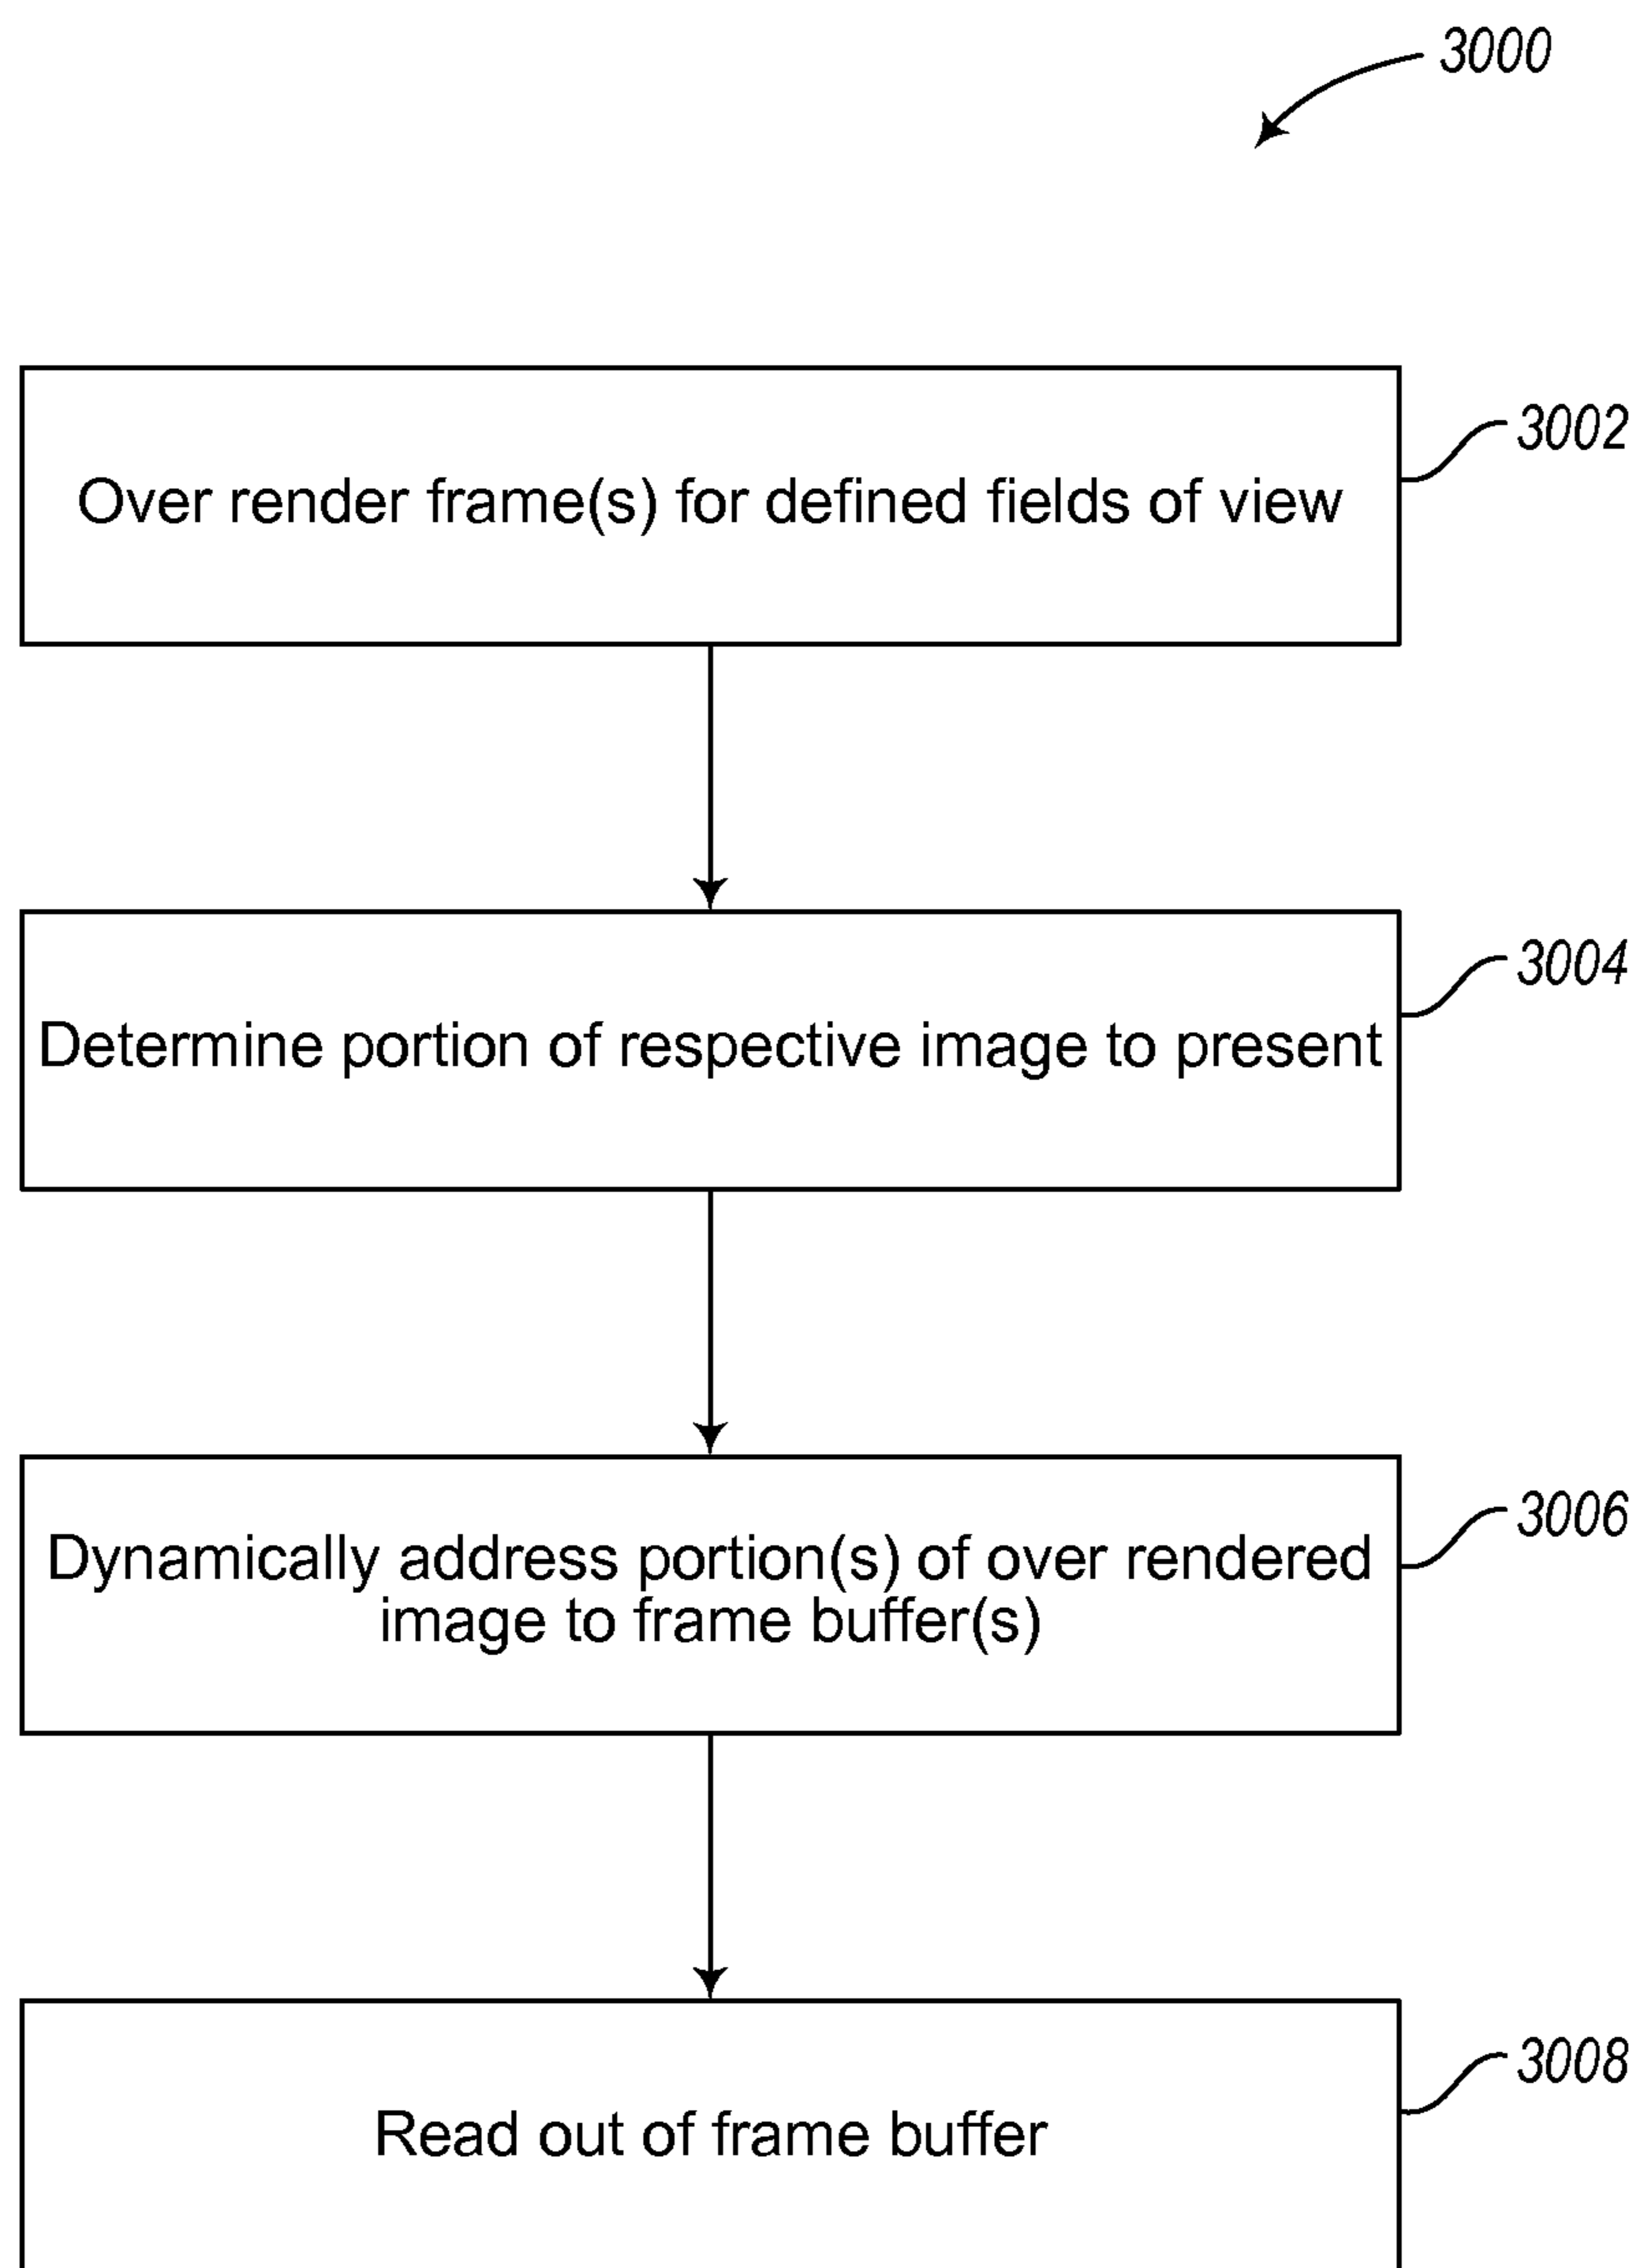 3000
Over render frame(s) for defined fields of view
3002
Determine portion of respective image to present
3004
Dynamically address portion(s) of over rendered
image to frame buffer(s)
3006
Read out of frame buffer
3008